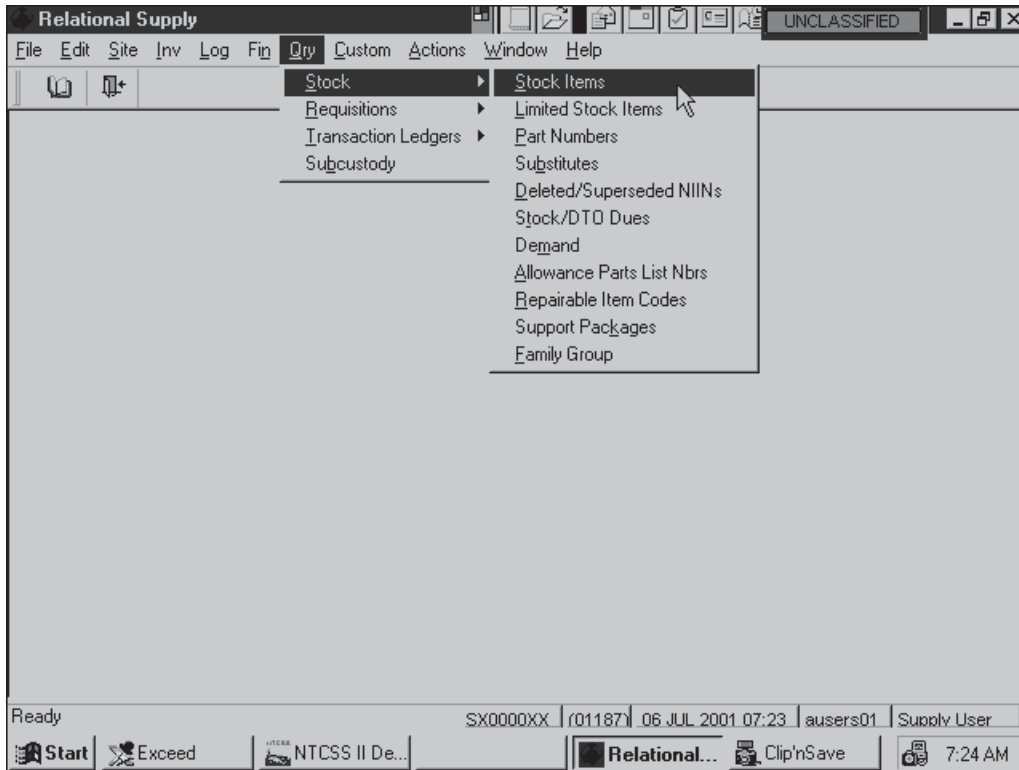 Relational Supply UNCLASSIFIED
File Edit Site Inv Log Fin Qry Custom Actions Window Help
Stock
Requisitions
Transaction Ledgers
Subcustody
Stock Items
Limited Stock Items
Part Numbers
Substitutes
Deleted/Superseded NIINs
Stock/DTO Dues
Demand
Allowance Parts List Nbrs
Repairable Item Codes
Support Packages
Family Group
Ready SX0000XX (01187) 06 JUL 2001 07:23 ausers01 Supply User
Start Exceed NTCSS II De... Relational... Clip'nSave 7:24 AM